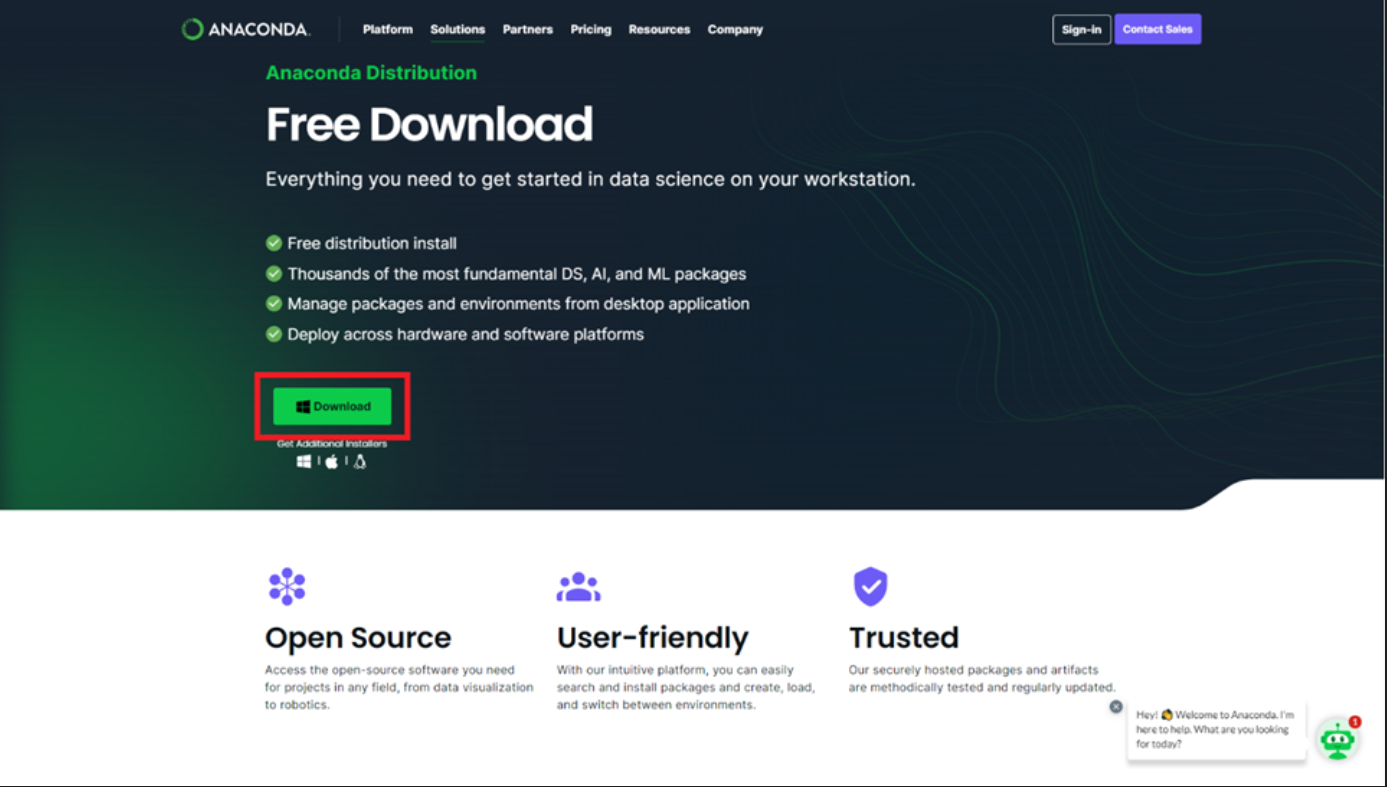 ANACONDA.
Platform Solutions Partners Pricing Resources Company
Sign-in
Contact Sales
Anaconda Distribution
Free Download
Everything you need to get started in data science on your workstation.
Free distribution install
Thousands of the most fundamental DS, AI, and ML packages
Manage packages and environments from desktop application
Deploy across hardware and software platforms
Download
Get Additional Installers
Open Source
Access the open-source software you need
for projects in any field, from data visualization
to robotics.
User-friendly
With our intuitive platform, you can easily
search and install packages and create, load,
and switch between environments.
Trusted
Our securely hosted packages and artifacts
are methodically tested and regularly updated.
Hey! 👏 Welcome to Anaconda. I'm
here to help. What are you looking
for today?
1